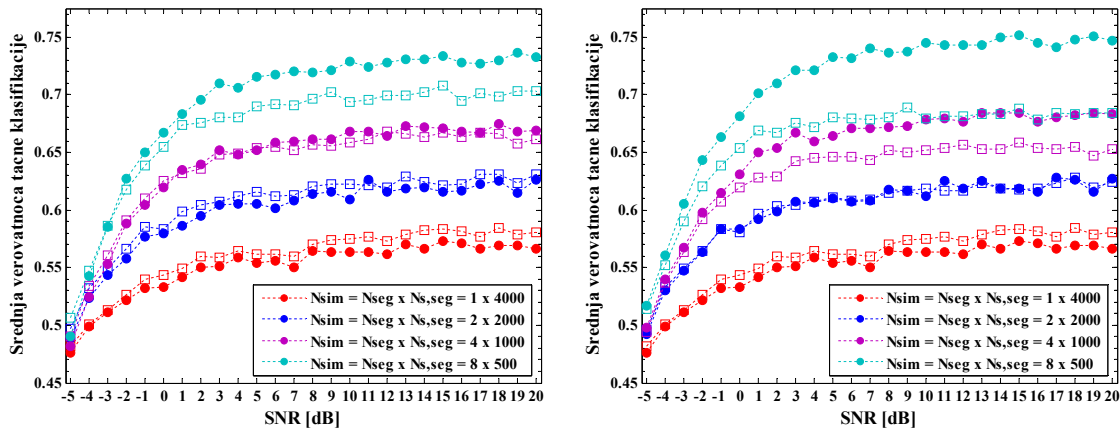 Srednja verovatnoca tacne klasifikacije
0.75
0.7
0.65
0.6
0.55
0.5
0.45
-5 -4 -3 -2 -1 0 1 2 3 4 5 6 7 8 9 10 11 12 13 14 15 16 17 18 19 20
SNR [dB]
Nsim = Nseg x Ns,seg = 1 x 4000
Nsim = Nseg x Ns,seg = 2 x 2000
Nsim = Nseg x Ns,seg = 4 x 1000
Nsim = Nseg x Ns,seg = 8 x 500
Srednja verovatnoca tacne klasifikacije
0.75
0.7
0.65
0.6
0.55
0.5
0.45
-5 -4 -3 -2 -1 0 1 2 3 4 5 6 7 8 9 10 11 12 13 14 15 16 17 18 19 20
SNR [dB]
Nsim = Nseg x Ns,seg = 1 x 4000
Nsim = Nseg x Ns,seg = 2 x 2000
Nsim = Nseg x Ns,seg = 4 x 1000
Nsim = Nseg x Ns,seg = 8 x 500